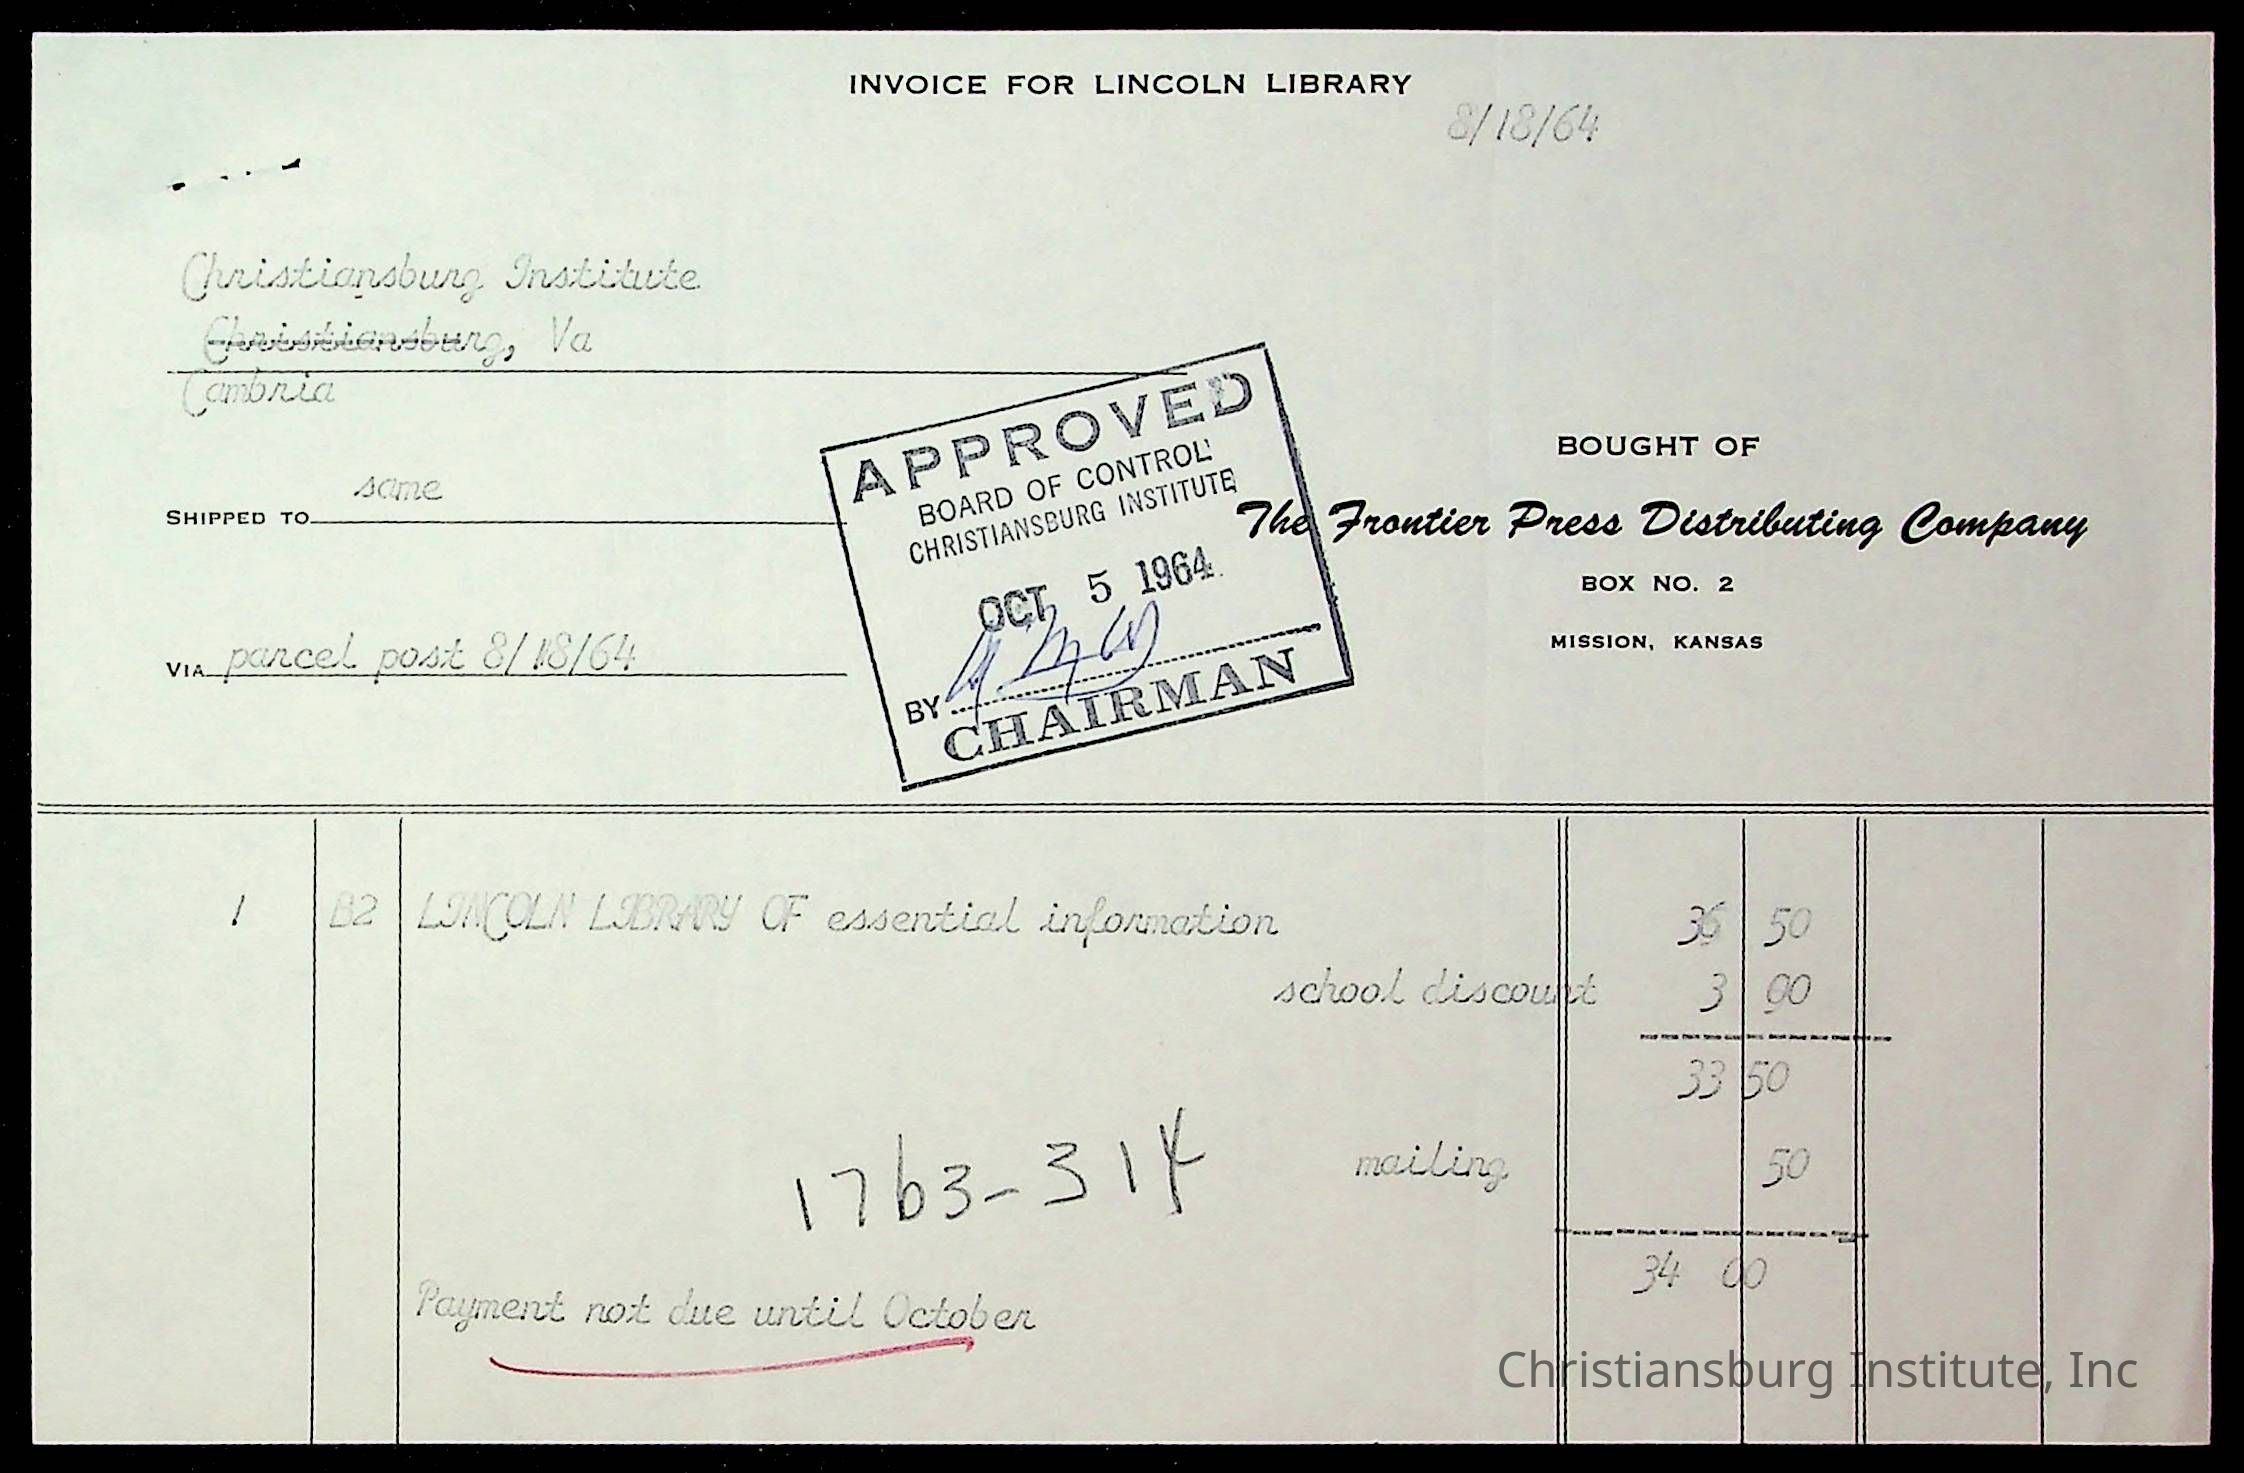 INVOICE FOR LINCOLN LIBRARY
8/18/64
Christiansburg Institute
Christiansburg, Va
Cambria
SHIPPED TO same
VIA parcel post 8/18/64
APPROVED
BOARD OF CONTROL
CHRISTIANSBURG INSTITUTE
OCT 5 1964
BY
CHAIRMAN
BOUGHT OF
The Frontier Press Distributing Company
BOX NO. 2
MISSION, KANSAS
1 B2 LINCOLN LIBRARY OF essential information 36 50
school discount 3 00
33 50
mailing 50
1763-314
34 00
Payment not due until October
Christiansburg Institute, Inc